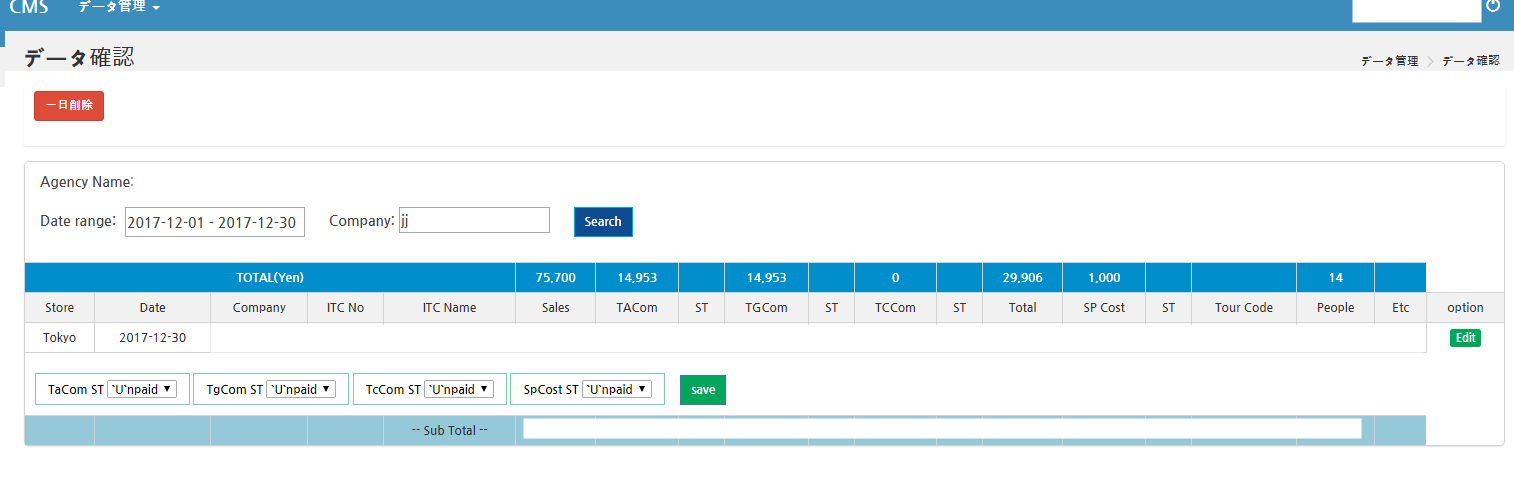 CMS データ管理
データ確認
データ管理 > データ確認
一日削除
Agency Name:
Date range: 2017-12-01 - 2017-12-30 Company: jj Search
TOTAL(Yen) 75,700 14,953 14,953 0 29,906 1,000 14
Store Date Company ITC No ITC Name Sales TACom ST TGCom ST TCCom ST Total SP Cost ST Tour Code People Etc option
Tokyo 2017-12-30 Edit
TaCom ST `U`npaid TgCom ST `U`npaid TcCom ST `U`npaid SpCost ST `U`npaid save
-- Sub Total --